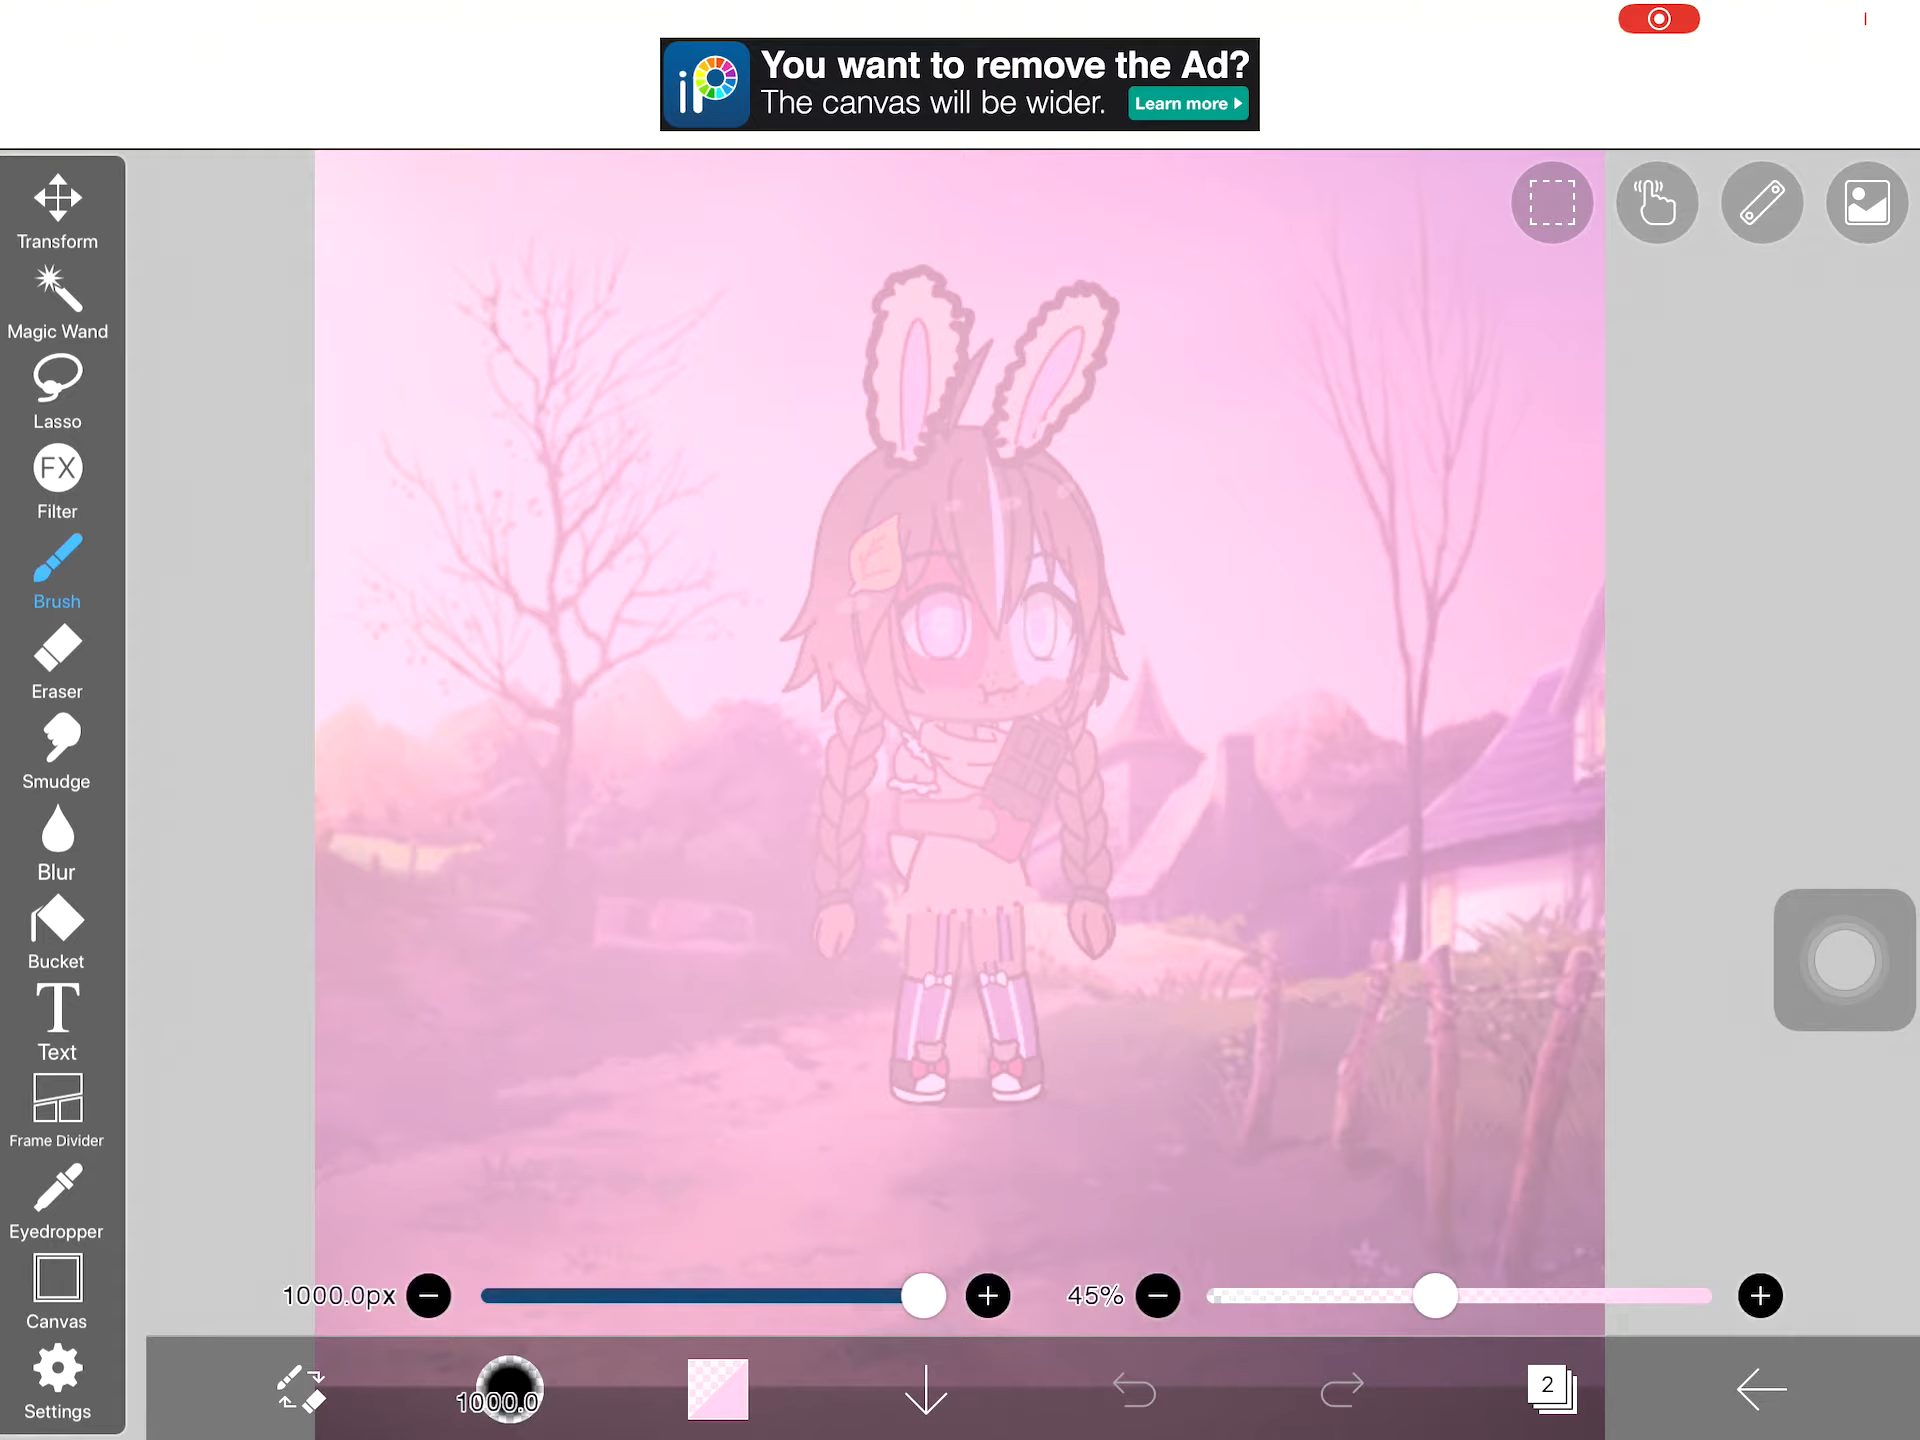 iP
You want to remove the Ad?
The canvas will be wider.
Learn more
Transform
Magic Wand
Lasso
FX
Filter
Brush
Eraser
Smudge
Blur
Bucket
T
Text
Frame Divider
Eyedropper
Canvas
Settings
1000.0px
45%
1000.0
2